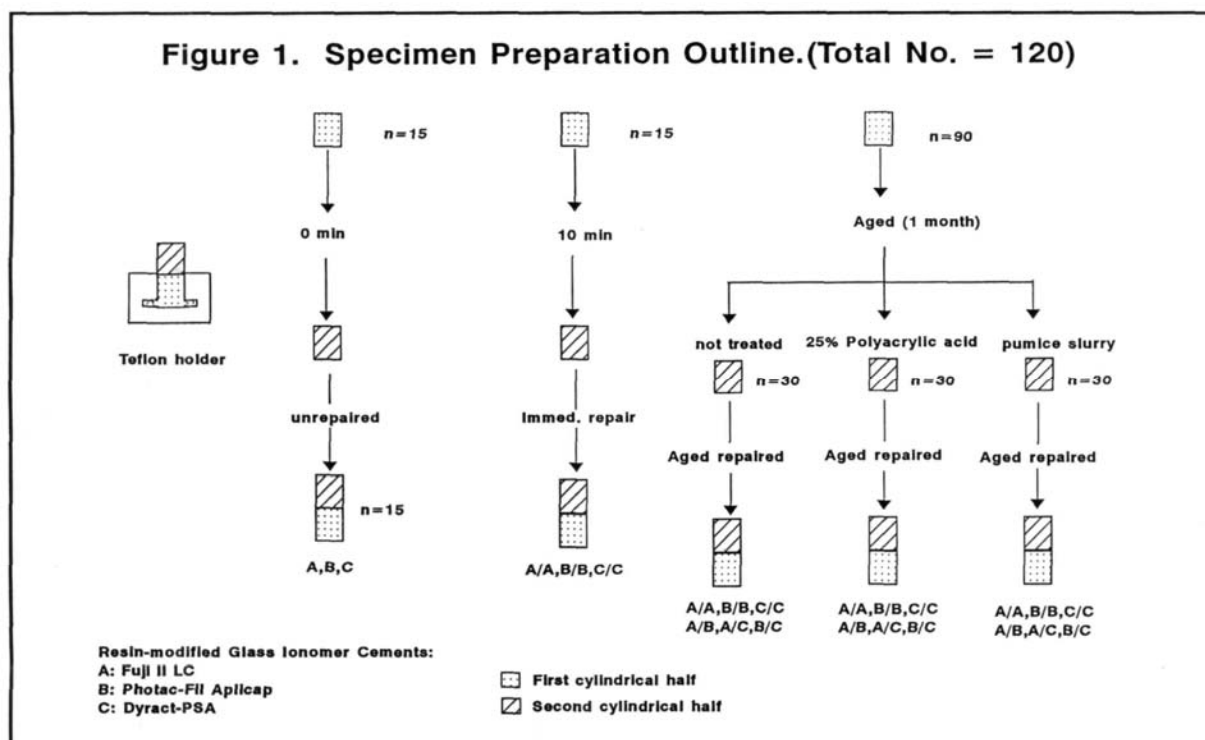 Figure 1. Specimen Preparation Outline.(Total No. = 120)
n=15
n=15
n=90
0 min
10 min
Aged (1 month)
Teflon holder
not treated
25% Polyacrylic acid
pumice slurry
n=30
n=30
n=30
unrepaired
Immed. repair
Aged repaired
Aged repaired
Aged repaired
n=15
A,B,C
A/A,B/B,C/C
A/A,B/B,C/C
A/B,A/C,B/C
A/A,B/B,C/C
A/B,A/C,B/C
A/A,B/B,C/C
A/B,A/C,B/C
Resin-modified Glass Ionomer Cements:
A: Fuji II LC
B: Photac-Fil Aplicap
C: Dyract-PSA
First cylindrical half
Second cylindrical half